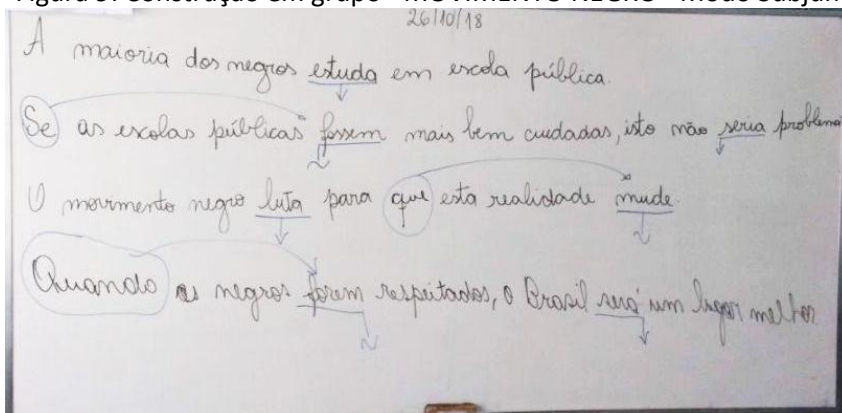 Figura 5: Construção em grupo - MOVIMENTO NEGRO - Modo Subjun
26/10/18
A maioria dos negros estuda em escola pública.
Se as escolas públicas fossem mais bem cuidadas, isto não seria problema
O movimento negro luta para que esta realidade mude.
Quando os negros forem respeitados, o Brasil será um lugar melhor